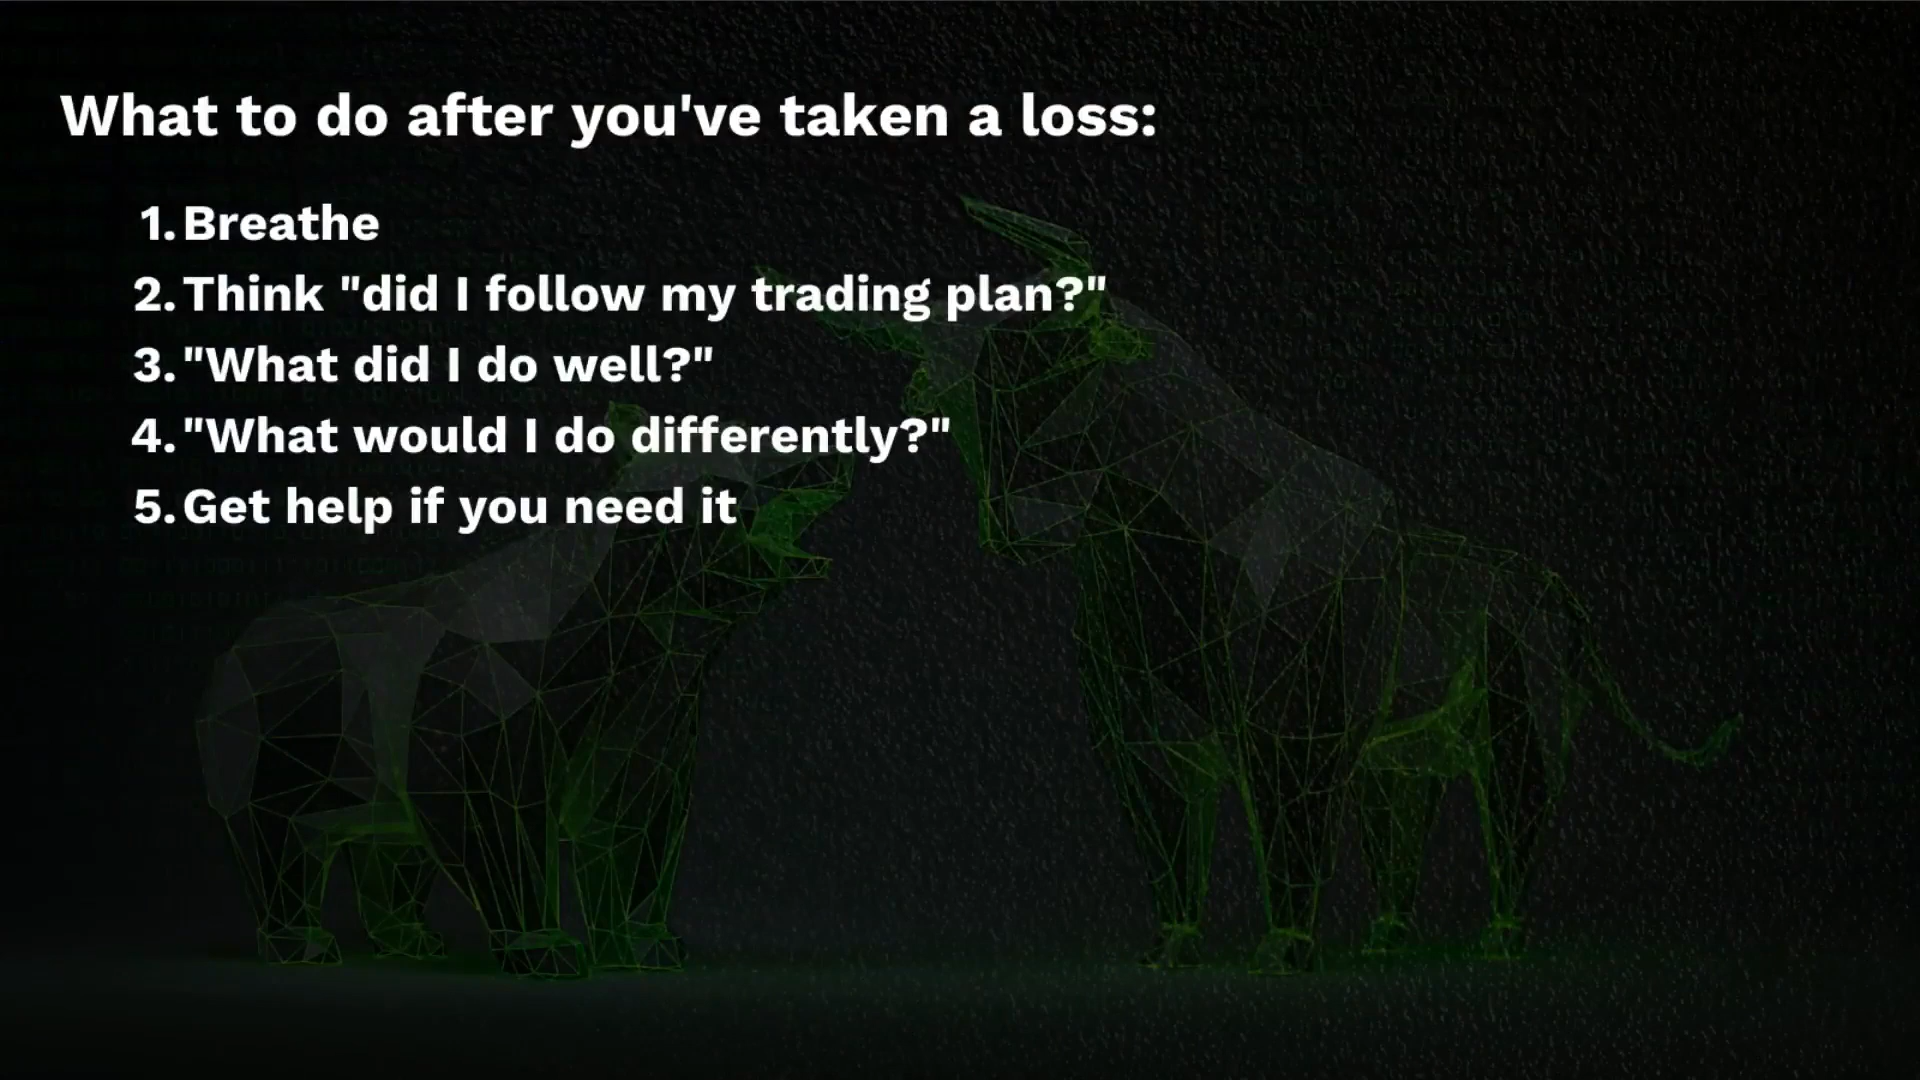 What to do after you've taken a loss:
1. Breathe
2. Think "did I follow my trading plan?"
3. "What did I do well?"
4. "What would I do differently?"
5. Get help if you need it